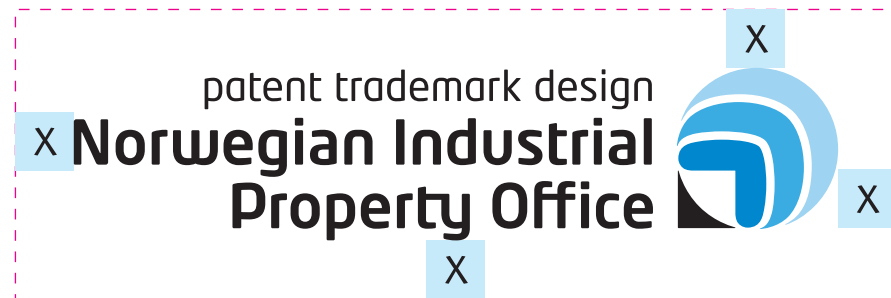 X
patent trademark design
X Norwegian Industrial
Property Office
X
X